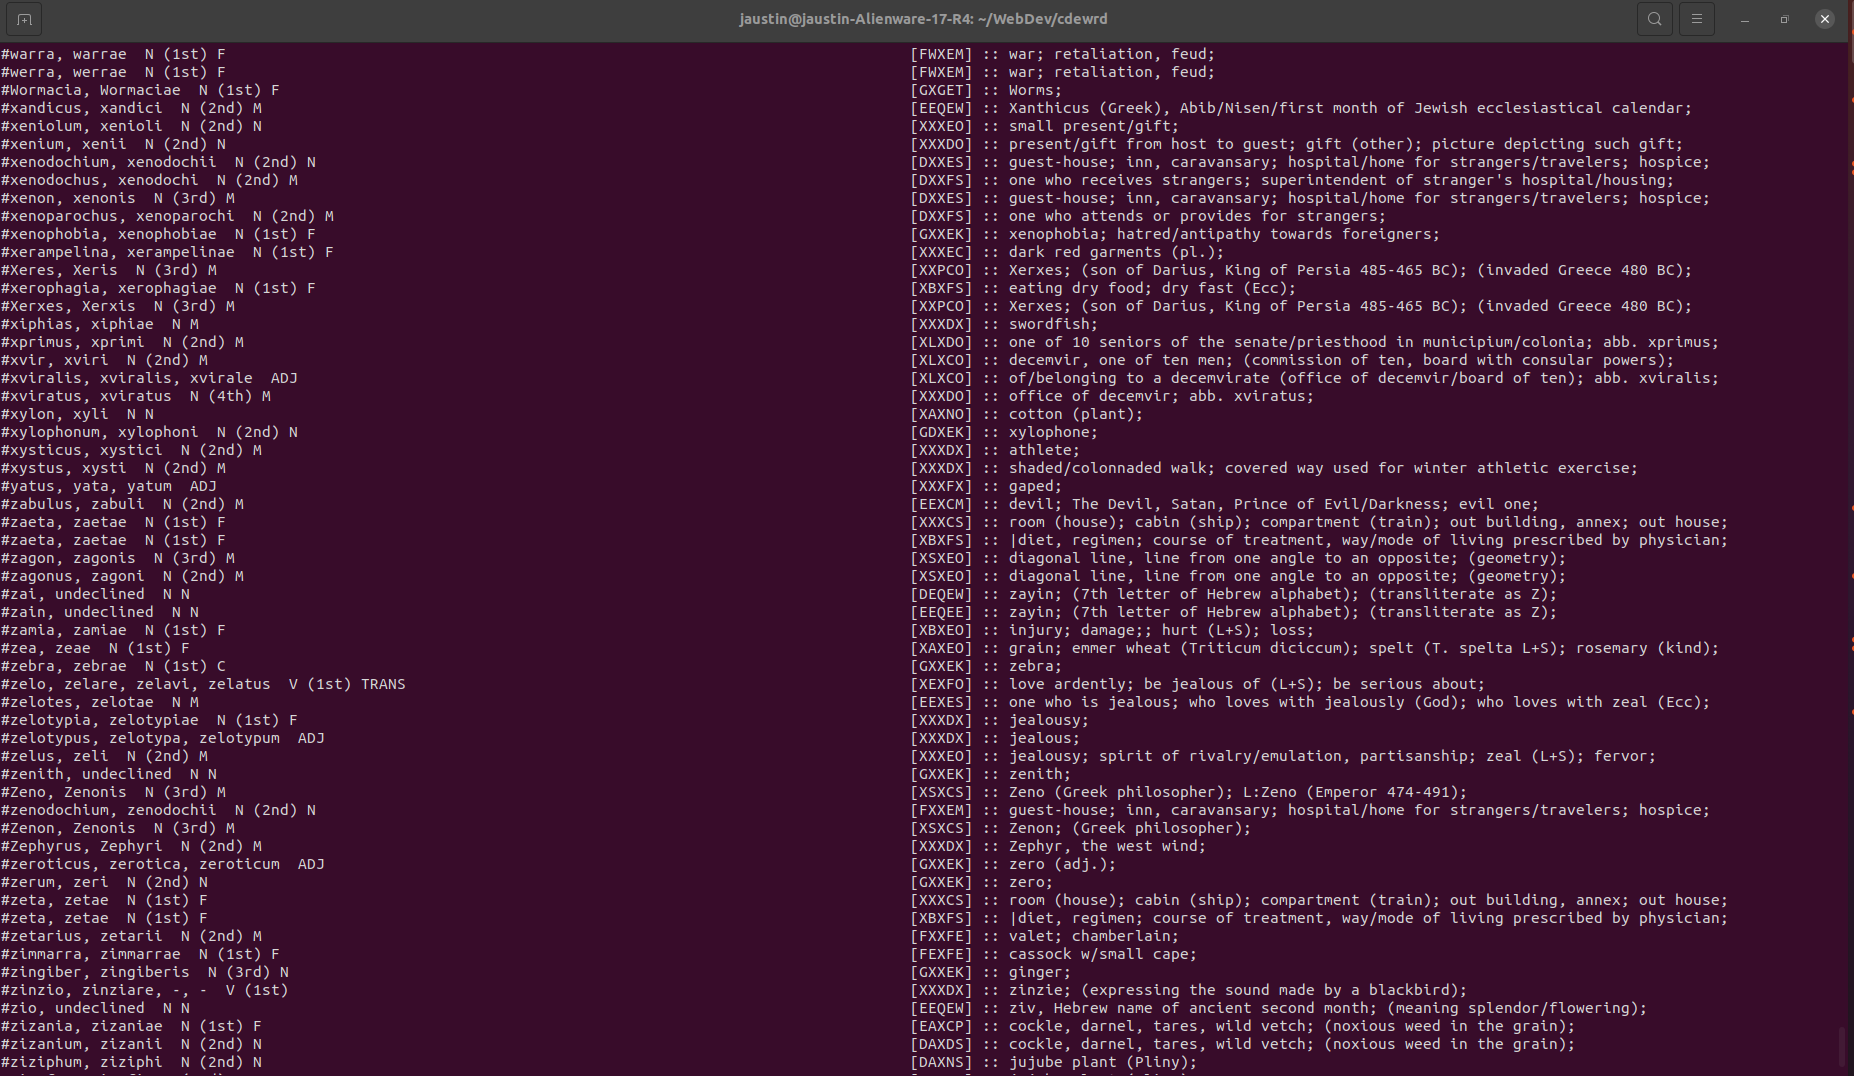 jaustin@jaustin-Alienware-17-R4: ~/WebDev/cdewrd
#warra, warrae  N (1st) F [FWXEM] :: war; retaliation, feud;
#werra, werrae  N (1st) F [FWXEM] :: war; retaliation, feud;
#Wormacia, Wormaciae  N (1st) F [GXGET] :: Worms;
#xandicus, xandici  N (2nd) M [EEQEW] :: Xanthicus (Greek), Abib/Nisen/first month of Jewish ecclesiastical calendar;
#xeniolum, xenioli  N (2nd) N [XXXEO] :: small present/gift;
#xenium, xenii  N (2nd) N [XXXDO] :: present/gift from host to guest; gift (other); picture depicting such gift;
#xenodochium, xenodochii  N (2nd) N [DXXES] :: guest-house; inn, caravansary; hospital/home for strangers/travelers; hospice;
#xenodochus, xenodochi  N (2nd) M [DXXFS] :: one who receives strangers; superintendent of stranger's hospital/housing;
#xenon, xenonis  N (3rd) M [DXXES] :: guest-house; inn, caravansary; hospital/home for strangers/travelers; hospice;
#xenoparochus, xenoparochi  N (2nd) M [DXXFS] :: one who attends or provides for strangers;
#xenophobia, xenophobiae  N (1st) F [GXXEK] :: xenophobia; hatred/antipathy towards foreigners;
#xerampelina, xerampelinae  N (1st) F [XXXEC] :: dark red garments (pl.);
#Xeres, Xeris  N (3rd) M [XXPCO] :: Xerxes; (son of Darius, King of Persia 485-465 BC); (invaded Greece 480 BC);
#xerophagia, xerophagiae  N (1st) F [XBXFS] :: eating dry food; dry fast (Ecc);
#Xerxes, Xerxis  N (3rd) M [XXPCO] :: Xerxes; (son of Darius, King of Persia 485-465 BC); (invaded Greece 480 BC);
#xiphias, xiphiae  N M [XXXDX] :: swordfish;
#xprimus, xprimi  N (2nd) M [XLXDO] :: one of 10 seniors of the senate/priesthood in municipium/colonia; abb. xprimus;
#xvir, xviri  N (2nd) M [XLXCO] :: decemvir, one of ten men; (commission of ten, board with consular powers);
#xviralis, xviralis, xvirale  ADJ [XLXCO] :: of/belonging to a decemvirate (office of decemvir/board of ten); abb. xviralis;
#xviratus, xviratus  N (4th) M [XXXDO] :: office of decemvir; abb. xviratus;
#xylon, xyli  N N [XAXNO] :: cotton (plant);
#xylophonum, xylophoni  N (2nd) N [GDXEK] :: xylophone;
#xysticus, xystici  N (2nd) M [XXXDX] :: athlete;
#xystus, xysti  N (2nd) M [XXXDX] :: shaded/colonnaded walk; covered way used for winter athletic exercise;
#yatus, yata, yatum  ADJ [XXXFX] :: gaped;
#zabulus, zabuli  N (2nd) M [EEXCM] :: devil; The Devil, Satan, Prince of Evil/Darkness; evil one;
#zaeta, zaetae  N (1st) F [XXXCS] :: room (house); cabin (ship); compartment (train); out building, annex; out house;
#zaeta, zaetae  N (1st) F [XBXFS] :: |diet, regimen; course of treatment, way/mode of living prescribed by physician;
#zagon, zagonis  N (3rd) M [XSXEO] :: diagonal line, line from one angle to an opposite; (geometry);
#zagonus, zagoni  N (2nd) M [XSXEO] :: diagonal line, line from one angle to an opposite; (geometry);
#zai, undeclined  N N [DEQEW] :: zayin; (7th letter of Hebrew alphabet); (transliterate as Z);
#zain, undeclined  N N [EEQEE] :: zayin; (7th letter of Hebrew alphabet); (transliterate as Z);
#zamia, zamiae  N (1st) F [XBXEO] :: injury; damage;; hurt (L+S); loss;
#zea, zeae  N (1st) F [XAXEO] :: grain; emmer wheat (Triticum diciccum); spelt (T. spelta L+S); rosemary (kind);
#zebra, zebrae  N (1st) C [GXXEK] :: zebra;
#zelo, zelare, zelavi, zelatus  V (1st) TRANS [XEXFO] :: love ardently; be jealous of (L+S); be serious about;
#zelotes, zelotae  N M [EEXES] :: one who is jealous; who loves with jealously (God); who loves with zeal (Ecc);
#zelotypia, zelotypiae  N (1st) F [XXXDX] :: jealousy;
#zelotypus, zelotypa, zelotypum  ADJ [XXXDX] :: jealous;
#zelus, zeli  N (2nd) M [XXXEO] :: jealousy; spirit of rivalry/emulation, partisanship; zeal (L+S); fervor;
#zenith, undeclined  N N [GXXEK] :: zenith;
#Zeno, Zenonis  N (3rd) M [XSXCS] :: Zeno (Greek philosopher); L:Zeno (Emperor 474-491);
#zenodochium, zenodochii  N (2nd) N [FXXEM] :: guest-house; inn, caravansary; hospital/home for strangers/travelers; hospice;
#Zenon, Zenonis  N (3rd) M [XSXCS] :: Zenon; (Greek philosopher);
#Zephyrus, Zephyri  N (2nd) M [XXXDX] :: Zephyr, the west wind;
#zeroticus, zerotica, zeroticum  ADJ [GXXEK] :: zero (adj.);
#zerum, zeri  N (2nd) N [GXXEK] :: zero;
#zeta, zetae  N (1st) F [XXXCS] :: room (house); cabin (ship); compartment (train); out building, annex; out house;
#zeta, zetae  N (1st) F [XBXFS] :: |diet, regimen; course of treatment, way/mode of living prescribed by physician;
#zetarius, zetarii  N (2nd) M [FXXFE] :: valet; chamberlain;
#zimmarra, zimmarrae  N (1st) F [FEXFE] :: cassock w/small cape;
#zingiber, zingiberis  N (3rd) N [GXXEK] :: ginger;
#zinzio, zinziare, -, -  V (1st) [XXXDX] :: zinzie; (expressing the sound made by a blackbird);
#zio, undeclined  N N [EEQEW] :: ziv, Hebrew name of ancient second month; (meaning splendor/flowering);
#zizania, zizaniae  N (1st) F [EAXCP] :: cockle, darnel, tares, wild vetch; (noxious weed in the grain);
#zizanium, zizanii  N (2nd) N [DAXDS] :: cockle, darnel, tares, wild vetch; (noxious weed in the grain);
#ziziphum, ziziphi  N (2nd) N [DAXNS] :: jujube plant (Pliny);